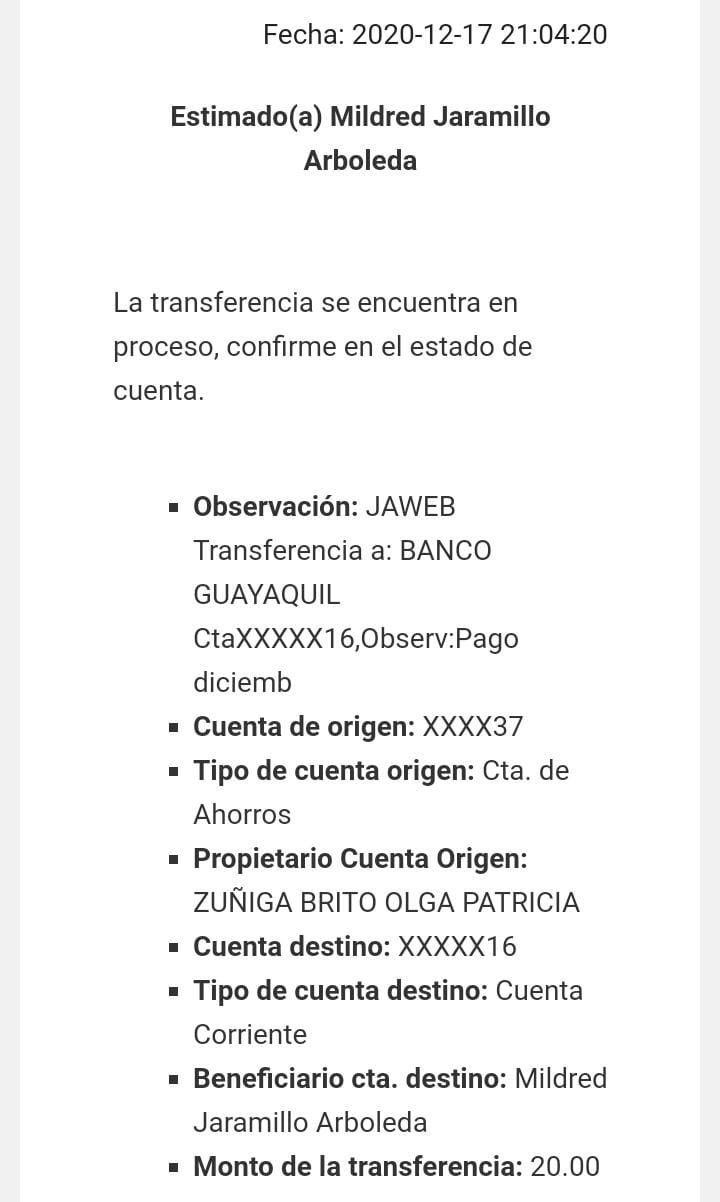 Fecha: 2020-12-17 21:04:20
Estimado(a) Mildred Jaramillo
Arboleda
La transferencia se encuentra en
proceso, confirme en el estado de
cuenta.
▪ Observación: JAWEB
Transferencia a: BANCO
GUAYAQUIL
CtaXXXXX16,Observ:Pago
diciemb
▪ Cuenta de origen: XXXX37
▪ Tipo de cuenta origen: Cta. de
Ahorros
▪ Propietario Cuenta Origen:
ZUÑIGA BRITO OLGA PATRICIA
▪ Cuenta destino: XXXXX16
▪ Tipo de cuenta destino: Cuenta
Corriente
▪ Beneficiario cta. destino: Mildred
Jaramillo Arboleda
▪ Monto de la transferencia: 20.00